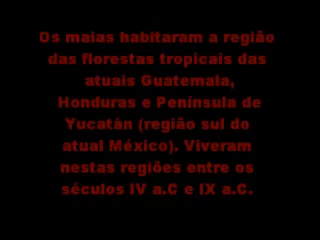 Os maias habitaram a região
das florestas tropicais das
atuais Guatemala,
Honduras e Península de
Yucatán (região sul do
atual México). Viveram
nestas regiões entre os
séculos IV a.C e IX a.C.